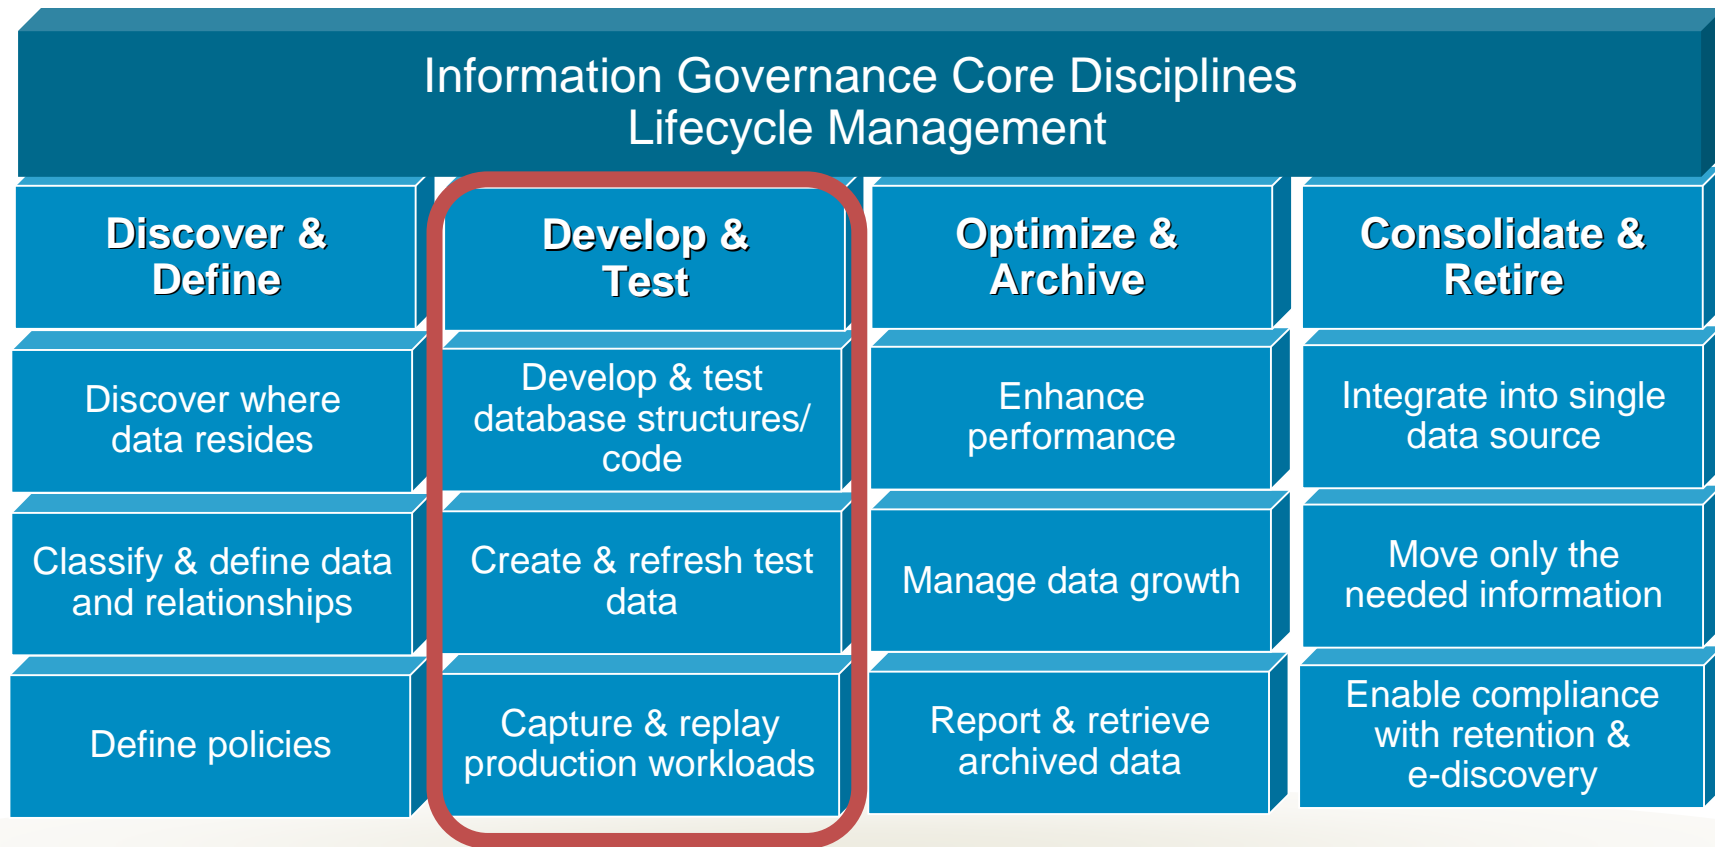 Information Governance Core Disciplines
Lifecycle Management
Discover &
Define
Discover where
data resides
Classify & define data
and relationships
Define policies
Develop &
Test
Develop & test
database structures/
code
Create & refresh test
data
Capture & replay
production workloads
Optimize &
Archive
Enhance
performance
Manage data growth
Report & retrieve
archived data
Consolidate &
Retire
Integrate into single
data source
Move only the
needed information
Enable compliance
with retention &
e-discovery